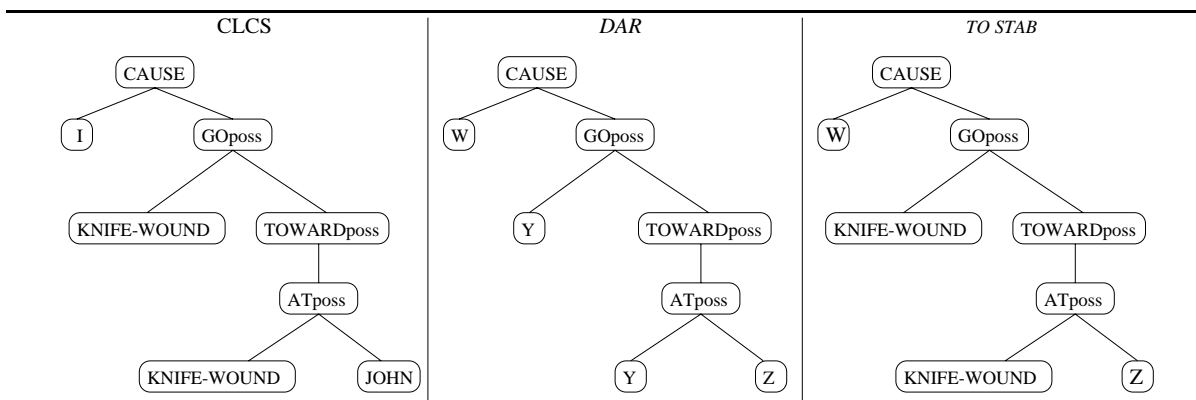 CLCS DAR TO STAB
CAUSE CAUSE CAUSE
I GOposs W GOposs W GOposs
KNIFE-WOUND TOWARDposs Y TOWARDposs KNIFE-WOUND TOWARDposs
ATposs ATposs ATposs
KNIFE-WOUND JOHN Y Z KNIFE-WOUND Z